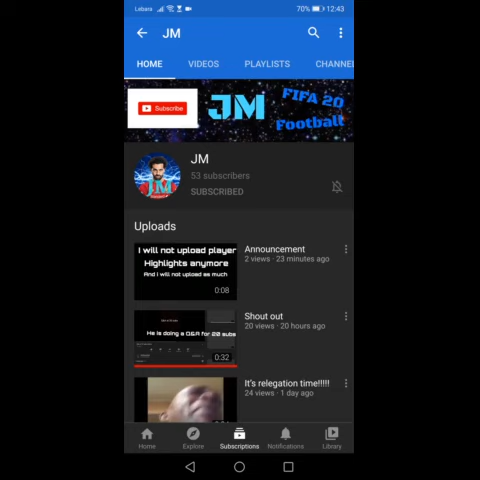 Lebara 70% 12:43
JM
HOME VIDEOS PLAYLISTS CHANNEL
Subscribe JM FIFA 20
Football
JM
53 subscribers
SUBSCRIBED
Uploads
I will not upload player
Highlights anymore
And I will not upload as much
0:08
Announcement
2 views · 23 minutes ago
He is doing a Q&A for 20 subs
0:32
Shout out
20 views · 20 hours ago
It's relegation time!!!!!
24 views · 1 day ago
Home Explore Subscriptions Notifications Library